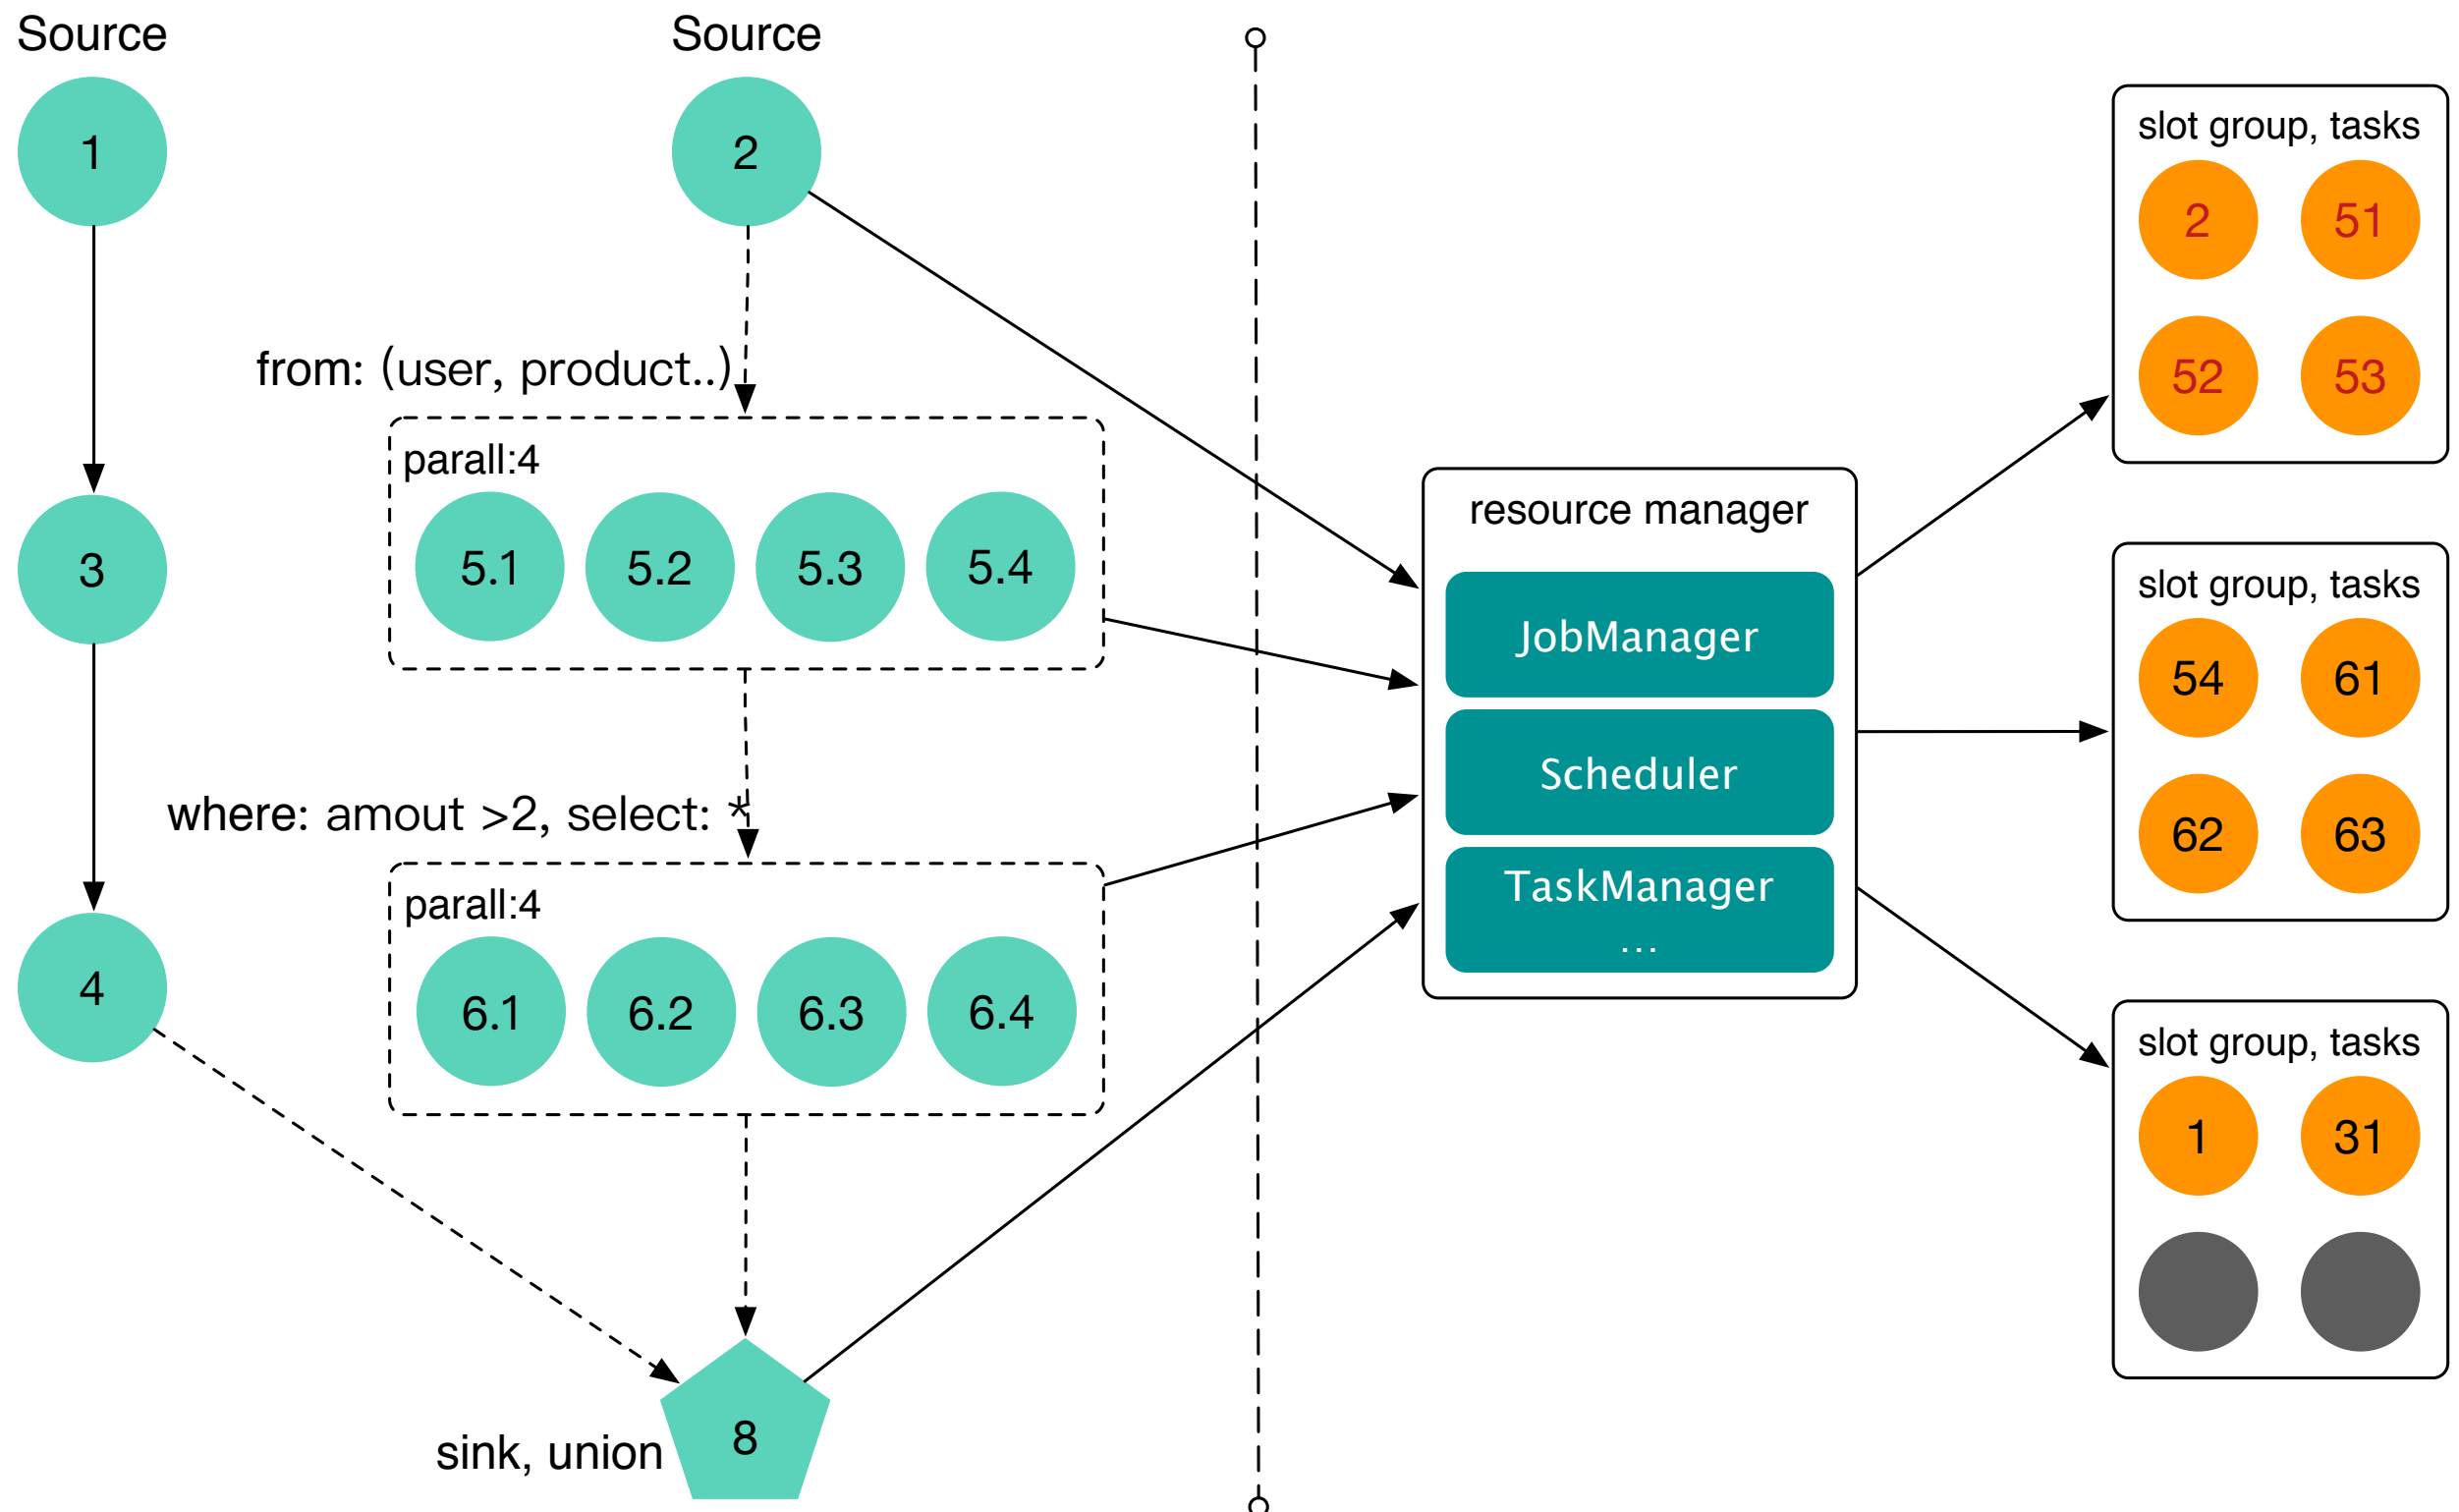 Source
Source
1
2
from: (user, product..)
parall:4
5.1
5.2
5.3
5.4
3
where: amout >2, select: *
parall:4
6.1
6.2
6.3
6.4
4
8
sink, union
resource manager
JobManager
Scheduler
TaskManager
...
slot group, tasks
2
51
52
53
slot group, tasks
54
61
62
63
slot group, tasks
1
31